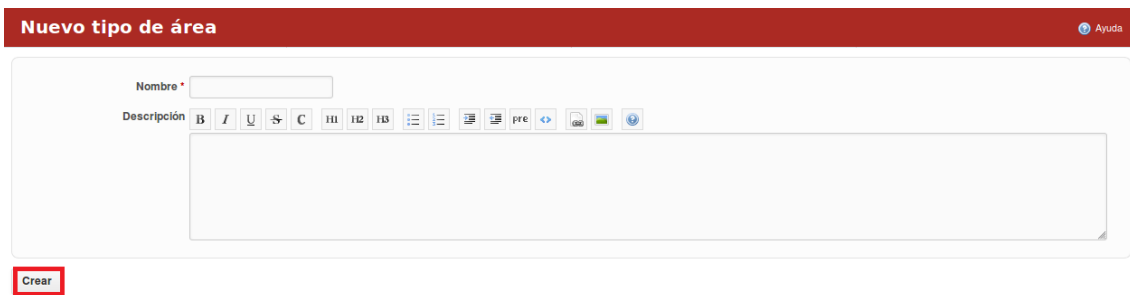 Nuevo tipo de área
Ayuda
Nombre *
Descripción B I U S C H1 H2 H3 pre <>
Crear